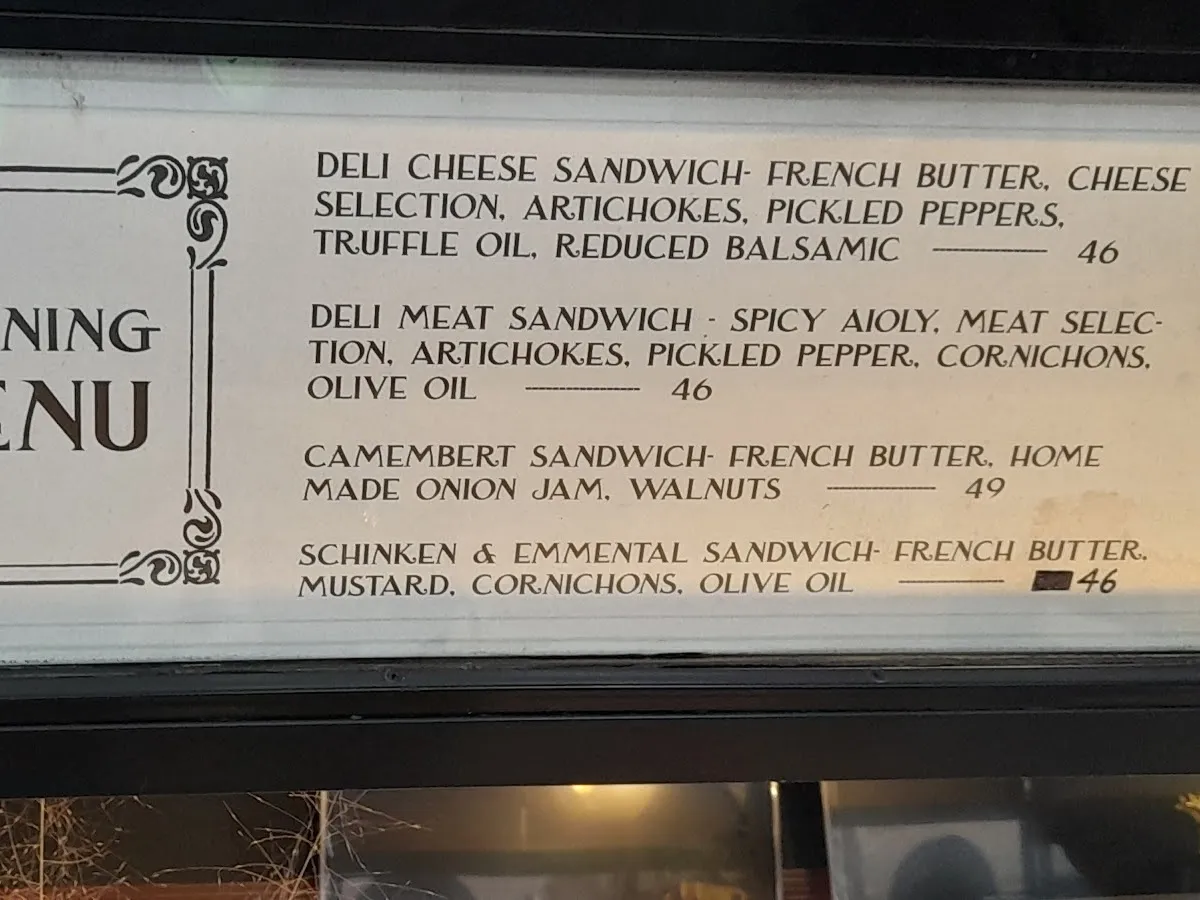 NING
ENU
DELI CHEESE SANDWICH- FRENCH BUTTER, CHEESE
SELECTION, ARTICHOKES, PICKLED PEPPERS,
TRUFFLE OIL, REDUCED BALSAMIC 46
DELI MEAT SANDWICH - SPICY AIOLY, MEAT SELEC-
TION, ARTICHOKES, PICKLED PEPPER, CORNICHONS,
OLIVE OIL 46
CAMEMBERT SANDWICH- FRENCH BUTTER, HOME
MADE ONION JAM, WALNUTS 49
SCHINKEN & EMMENTAL SANDWICH- FRENCH BUTTER,
MUSTARD, CORNICHONS, OLIVE OIL 46